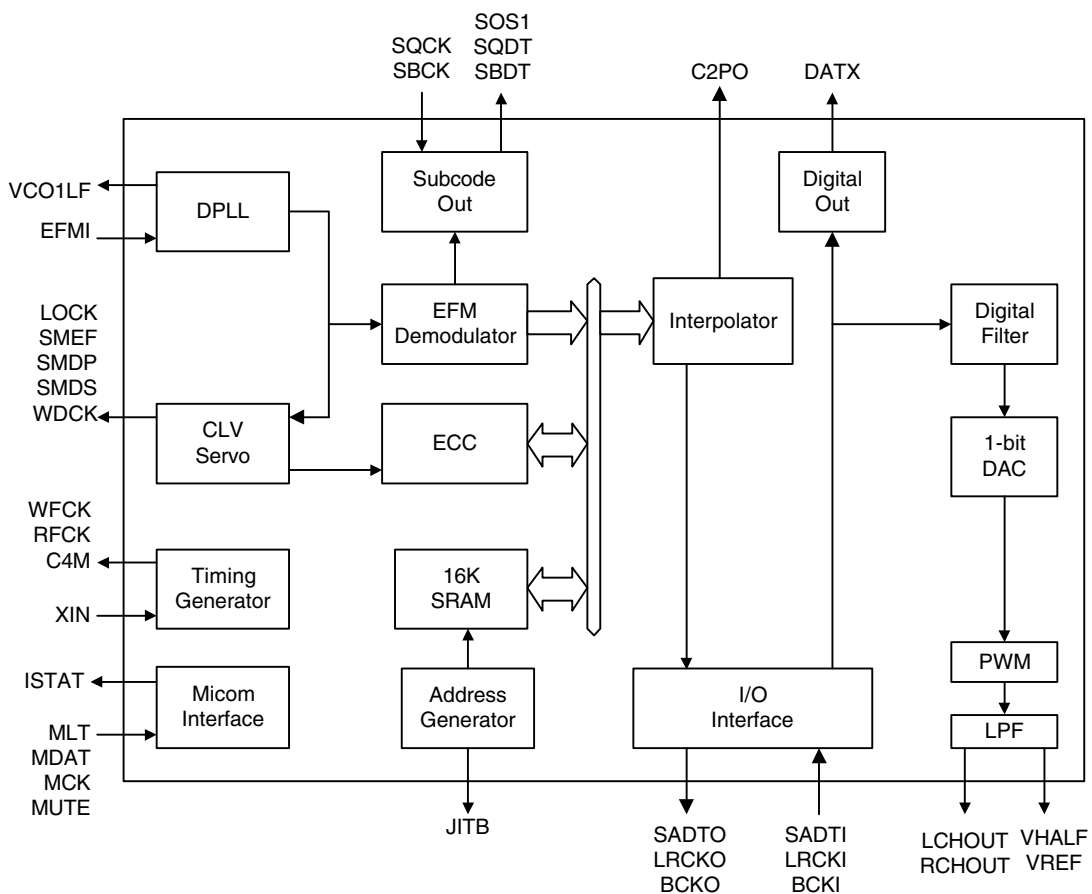 SQCK
SBCK
SOS1
SQDT
SBDT
C2PO
DATX
VCO1LF
EFMI
DPLL
Subcode
Out
Digital
Out
LOCK
SMEF
SMDP
SMDS
WDCK
EFM
Demodulator
Interpolator
Digital
Filter
CLV
Servo
ECC
1-bit
DAC
WFCK
RFCK
C4M
XIN
Timing
Generator
16K
SRAM
ISTAT
MLT
MDAT
MCK
MUTE
Micom
Interface
Address
Generator
I/O
Interface
PWM
LPF
JITB
SADTO
LRCKO
BCKO
SADTI
LRCKI
BCKI
LCHOUT
RCHOUT
VHALF
VREF